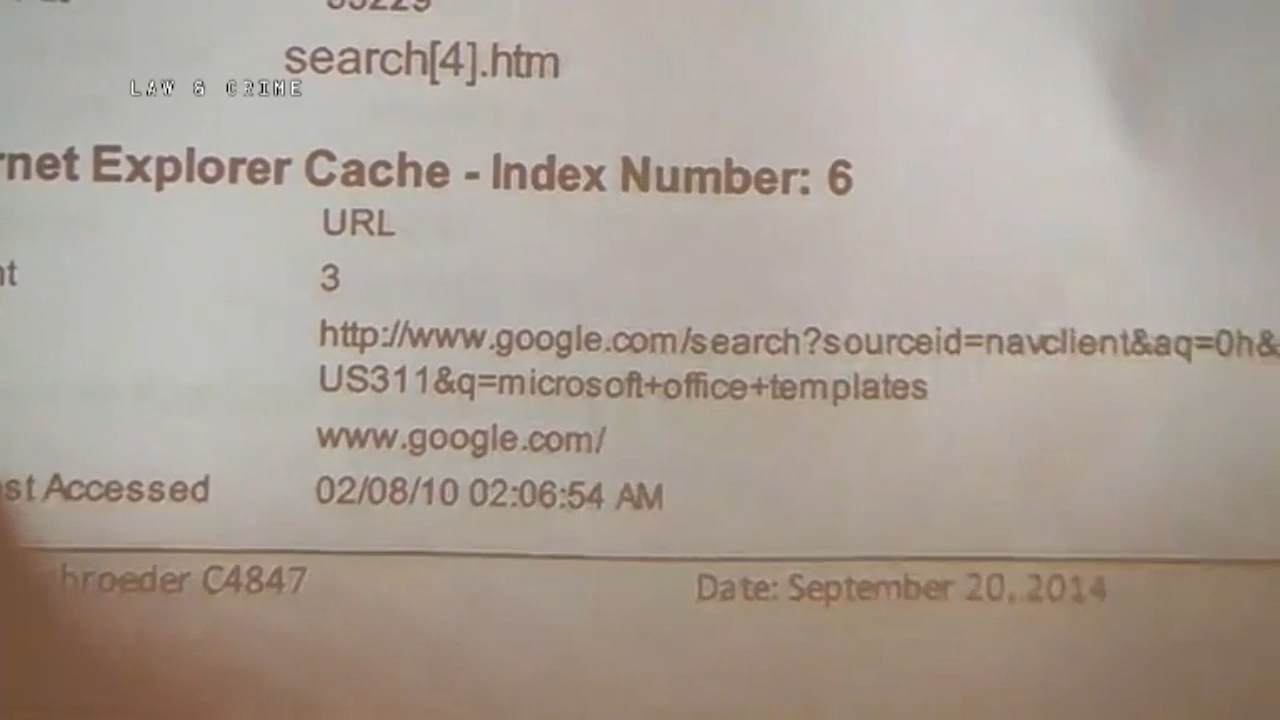 search[4].htm
LAW & CRIME
rnet Explorer Cache - Index Number: 6
URL
nt 3
http://www.google.com/search?sourceid=navclient&aq=0h&
US311&q=microsoft+office+templates
www.google.com/
st Accessed 02/08/10 02:06:54 AM
hroeder C4847 Date: September 20, 2014